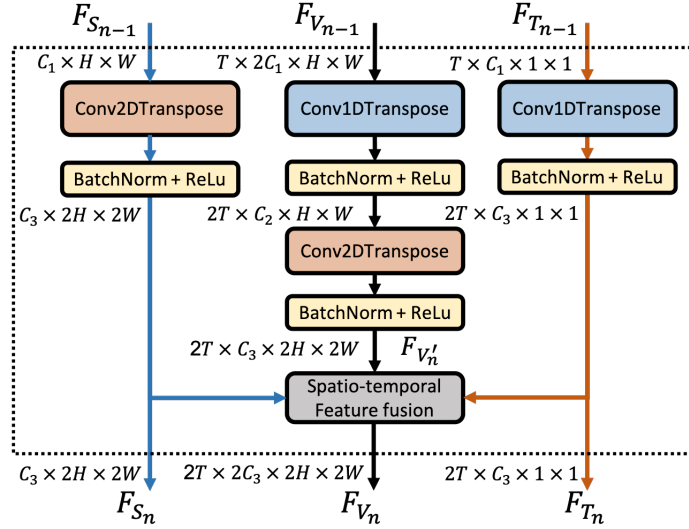 F_{S_{n-1}} F_{V_{n-1}} F_{T_{n-1}}
C_1 × H × W T × 2C_1 × H × W T × C_1 × 1 × 1
Conv2DTranspose Conv1DTranspose Conv1DTranspose
BatchNorm + ReLu BatchNorm + ReLu BatchNorm + ReLu
C_3 × 2H × 2W 2T × C_2 × H × W 2T × C_3 × 1 × 1
Conv2DTranspose
BatchNorm + ReLu
2T × C_3 × 2H × 2W F_{V'_n}
Spatio-temporal
Feature fusion
C_3 × 2H × 2W 2T × 2C_3 × 2H × 2W 2T × C_3 × 1 × 1
F_{S_n} F_{V_n} F_{T_n}